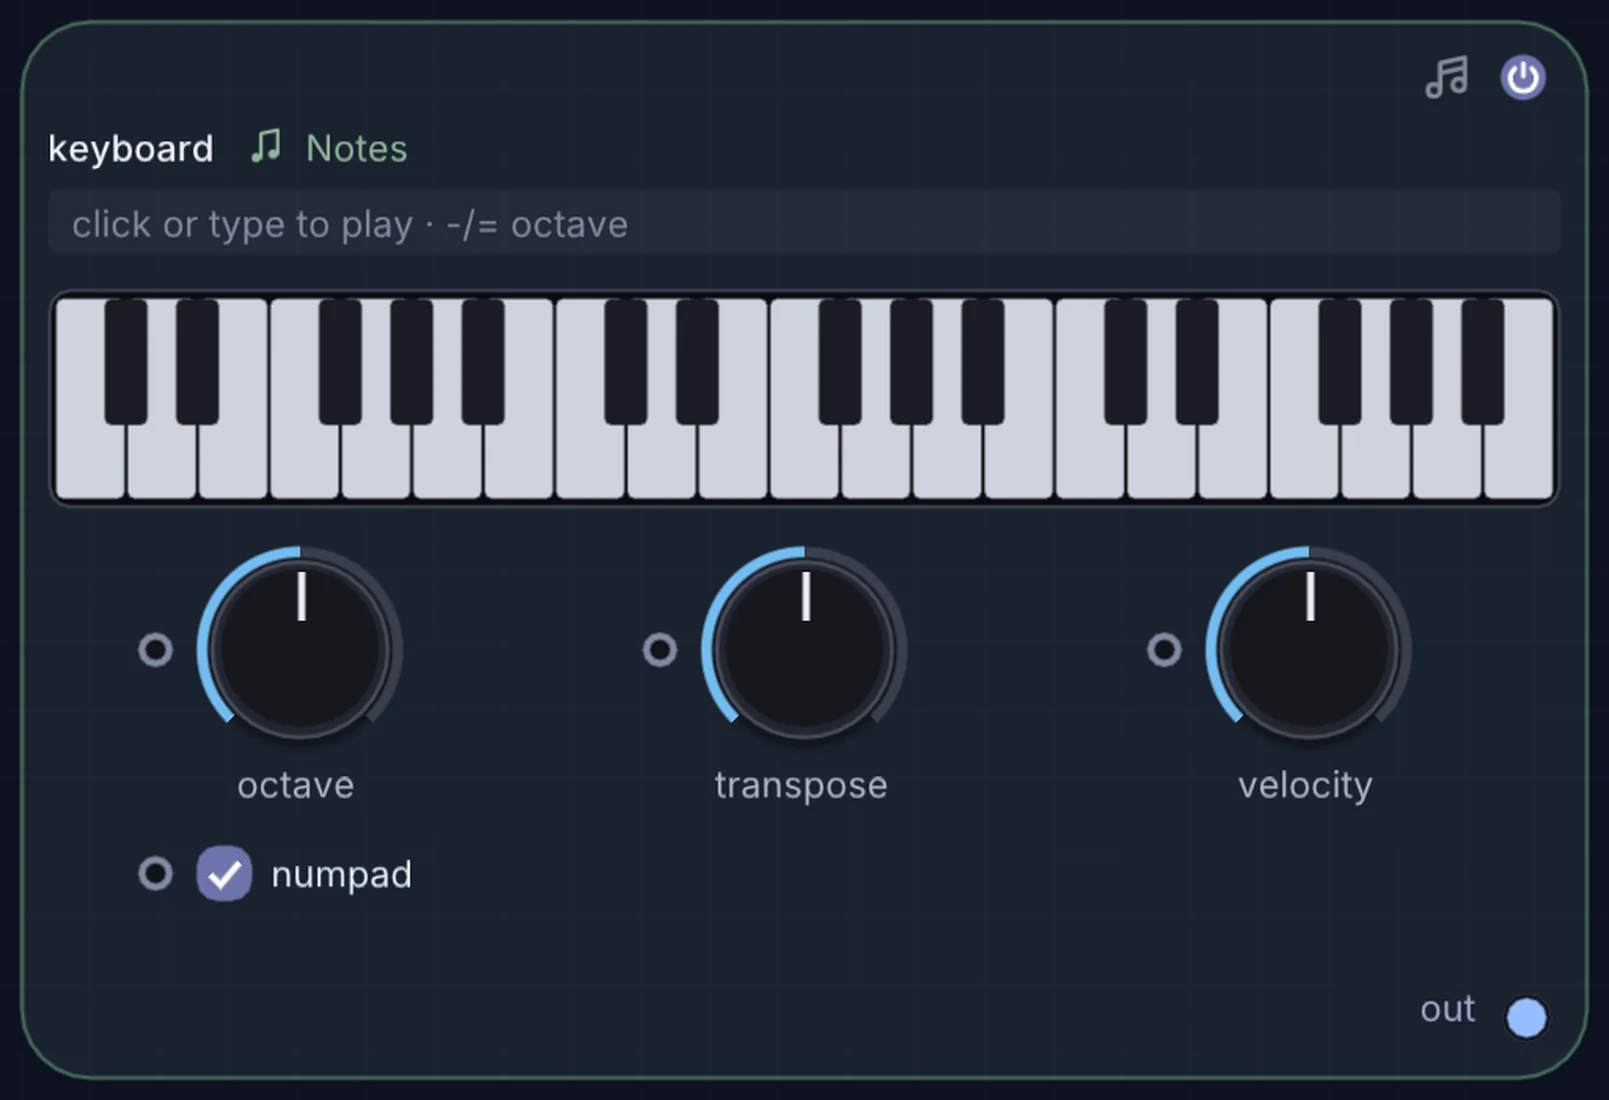 keyboard Notes
click or type to play · -/= octave
octave transpose velocity
numpad
out